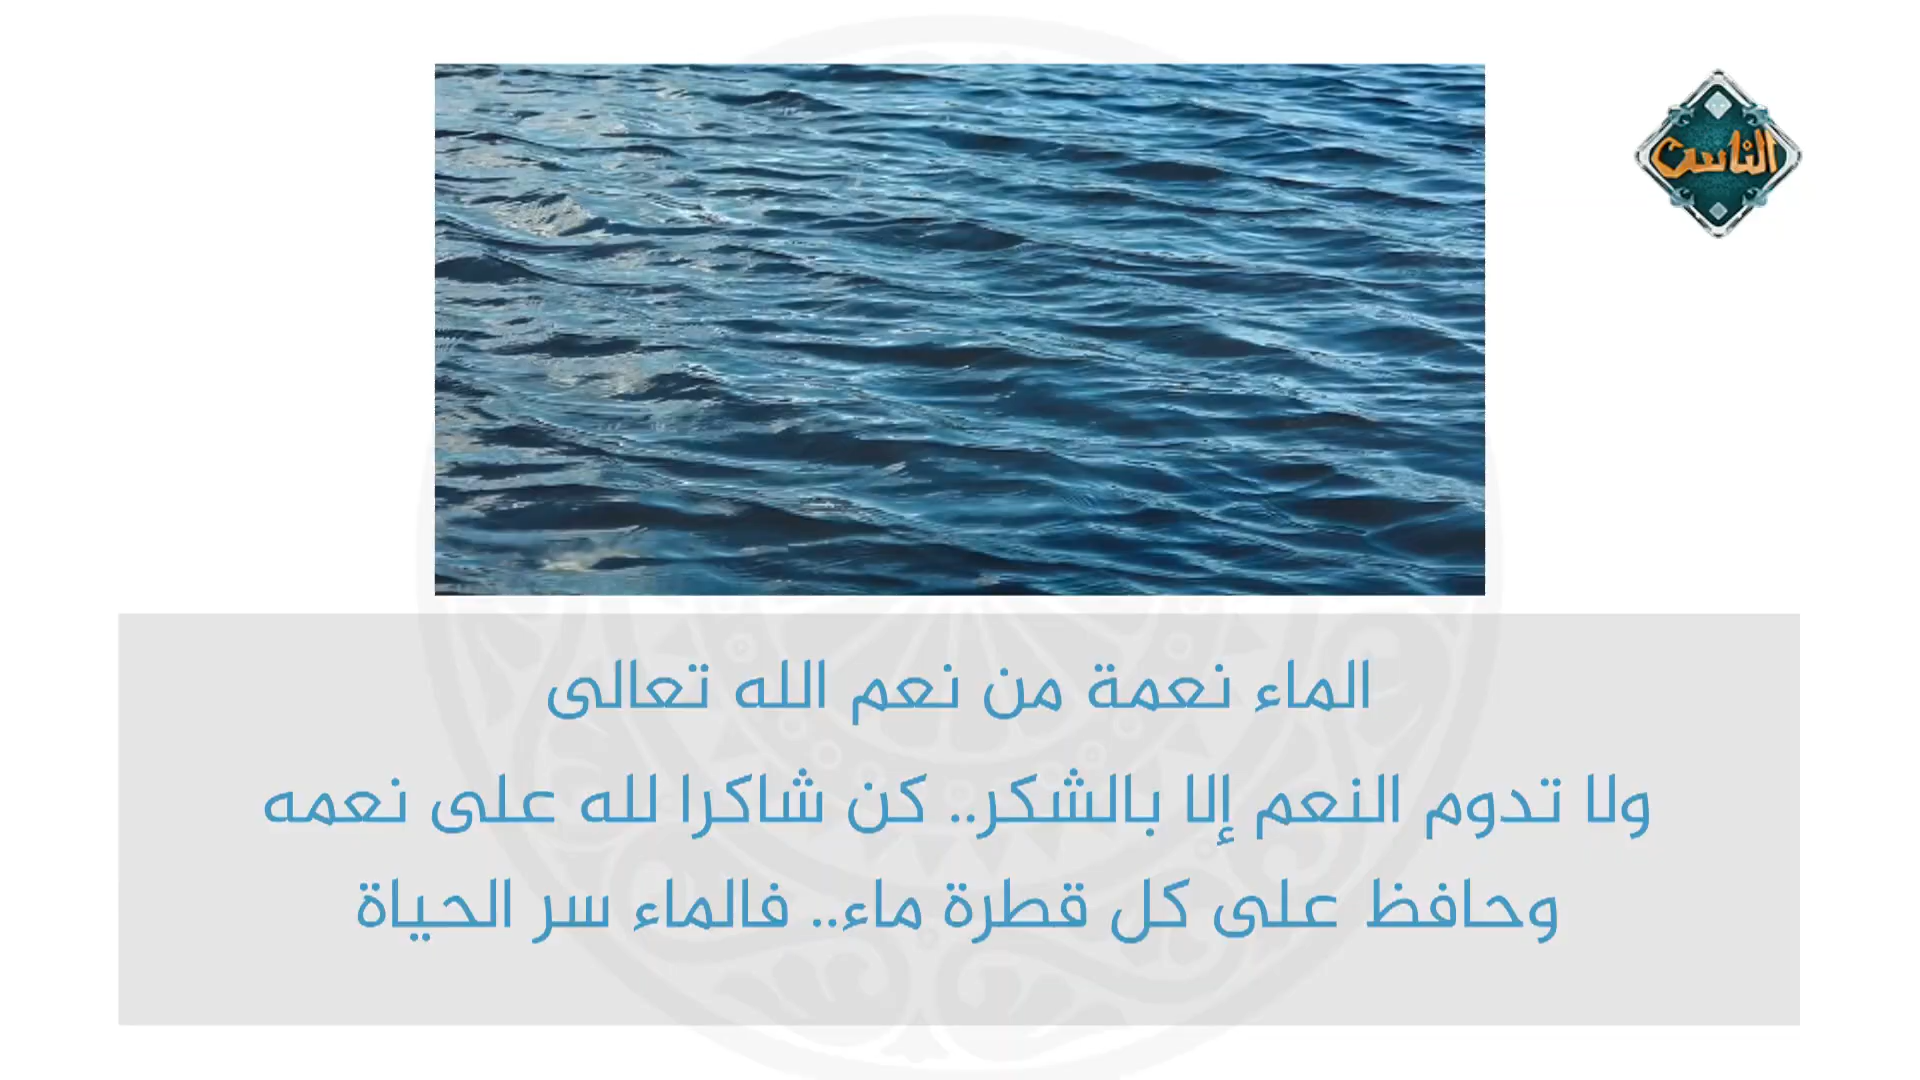 الناس
الماء نعمة من نعم الله تعالى
ولا تدوم النعم إلا بالشكر.. كن شاكرا لله على نعمه
وحافظ على كل قطرة ماء.. فالماء سر الحياة